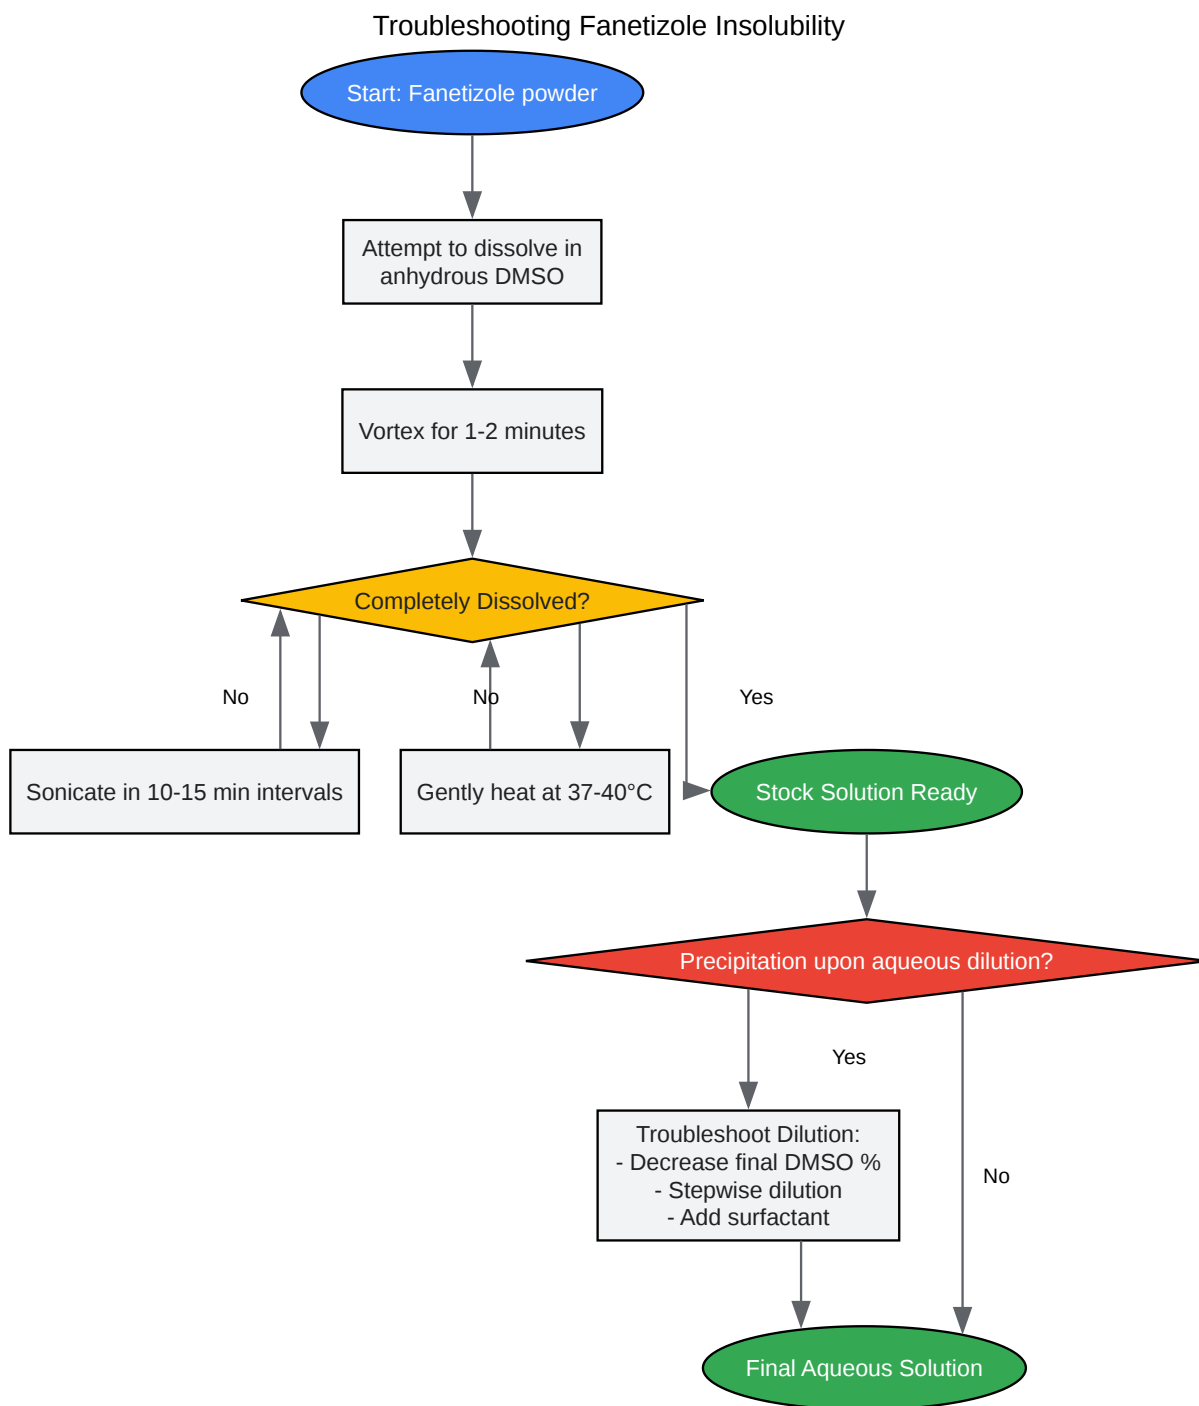 Troubleshooting Fanetizole Insolubility
Start: Fanetizole powder
Attempt to dissolve in
anhydrous DMSO
Vortex for 1-2 minutes
Completely Dissolved?
No
No
Yes
Sonicate in 10-15 min intervals
Gently heat at 37-40°C
Stock Solution Ready
Precipitation upon aqueous dilution?
Yes
Troubleshoot Dilution:
- Decrease final DMSO %
- Stepwise dilution
- Add surfactant
No
Final Aqueous Solution